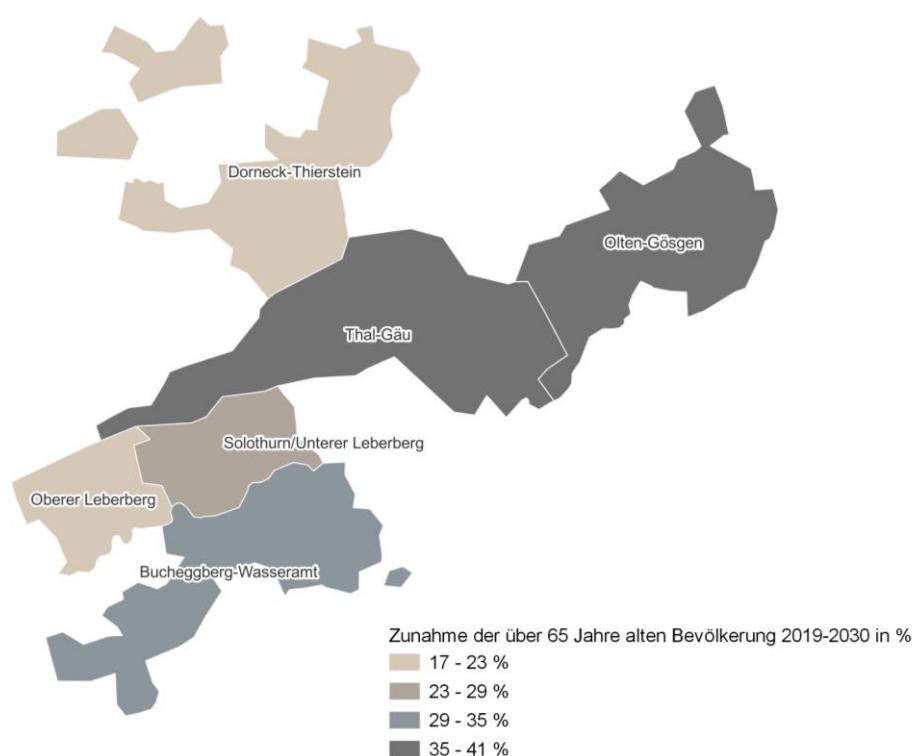 Dorneck-Thierstein
Olten-Gösgen
Thal-Gäu
Solothurn/Unterer Leberberg
Oberer Leberberg
Bucheggberg-Wasseramt
Zunahme der über 65 Jahre alten Bevölkerung 2019-2030 in %
17 - 23 %
23 - 29 %
29 - 35 %
35 - 41 %